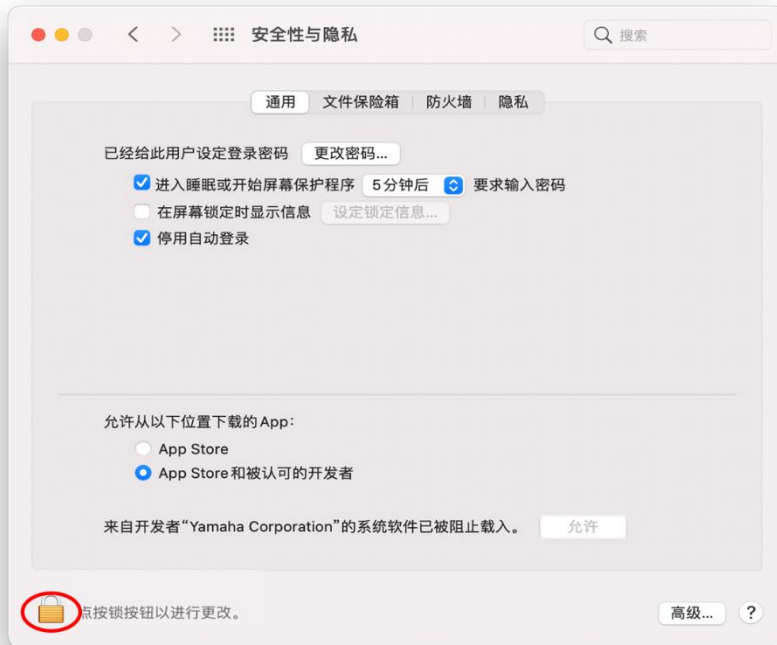 安全性与隐私
搜索
通用 文件保险箱 防火墙 隐私
已经给此用户设定登录密码 更改密码...
进入睡眠或开始屏幕保护程序 5分钟后 要求输入密码
在屏幕锁定时显示信息 设定锁定信息...
停用自动登录
允许从以下位置下载的App:
App Store
App Store和被认可的开发者
来自开发者“Yamaha Corporation”的系统软件已被阻止载入。 允许
点按锁按钮以进行更改。
高级... ?